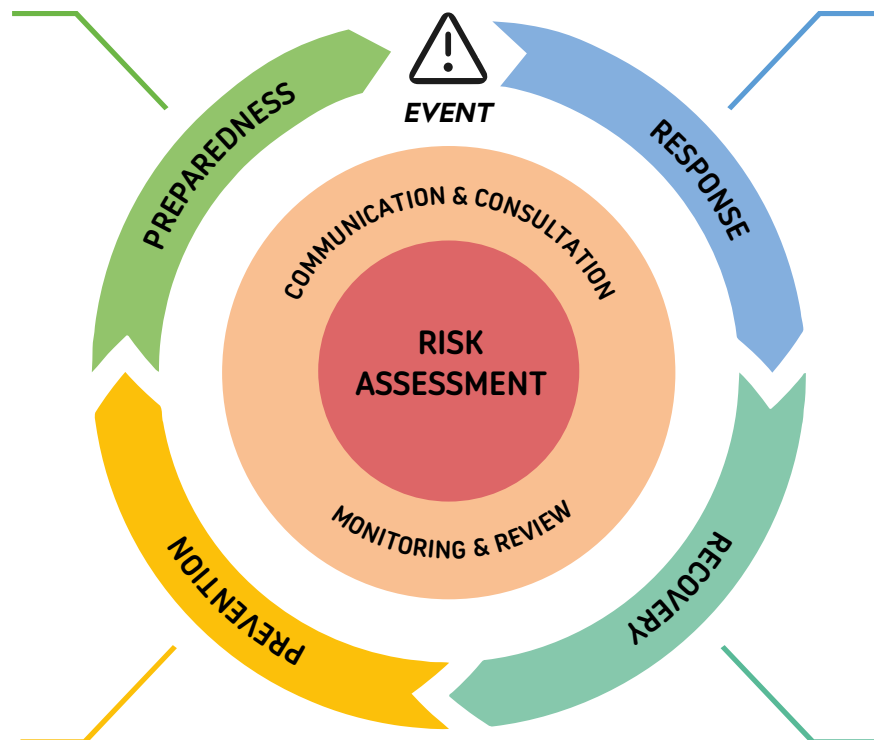 EVENT
PREPAREDNESS
RESPONSE
COMMUNICATION & CONSULTATION
RISK
ASSESSMENT
MONITORING & REVIEW
PREVENTION
RECOVERY